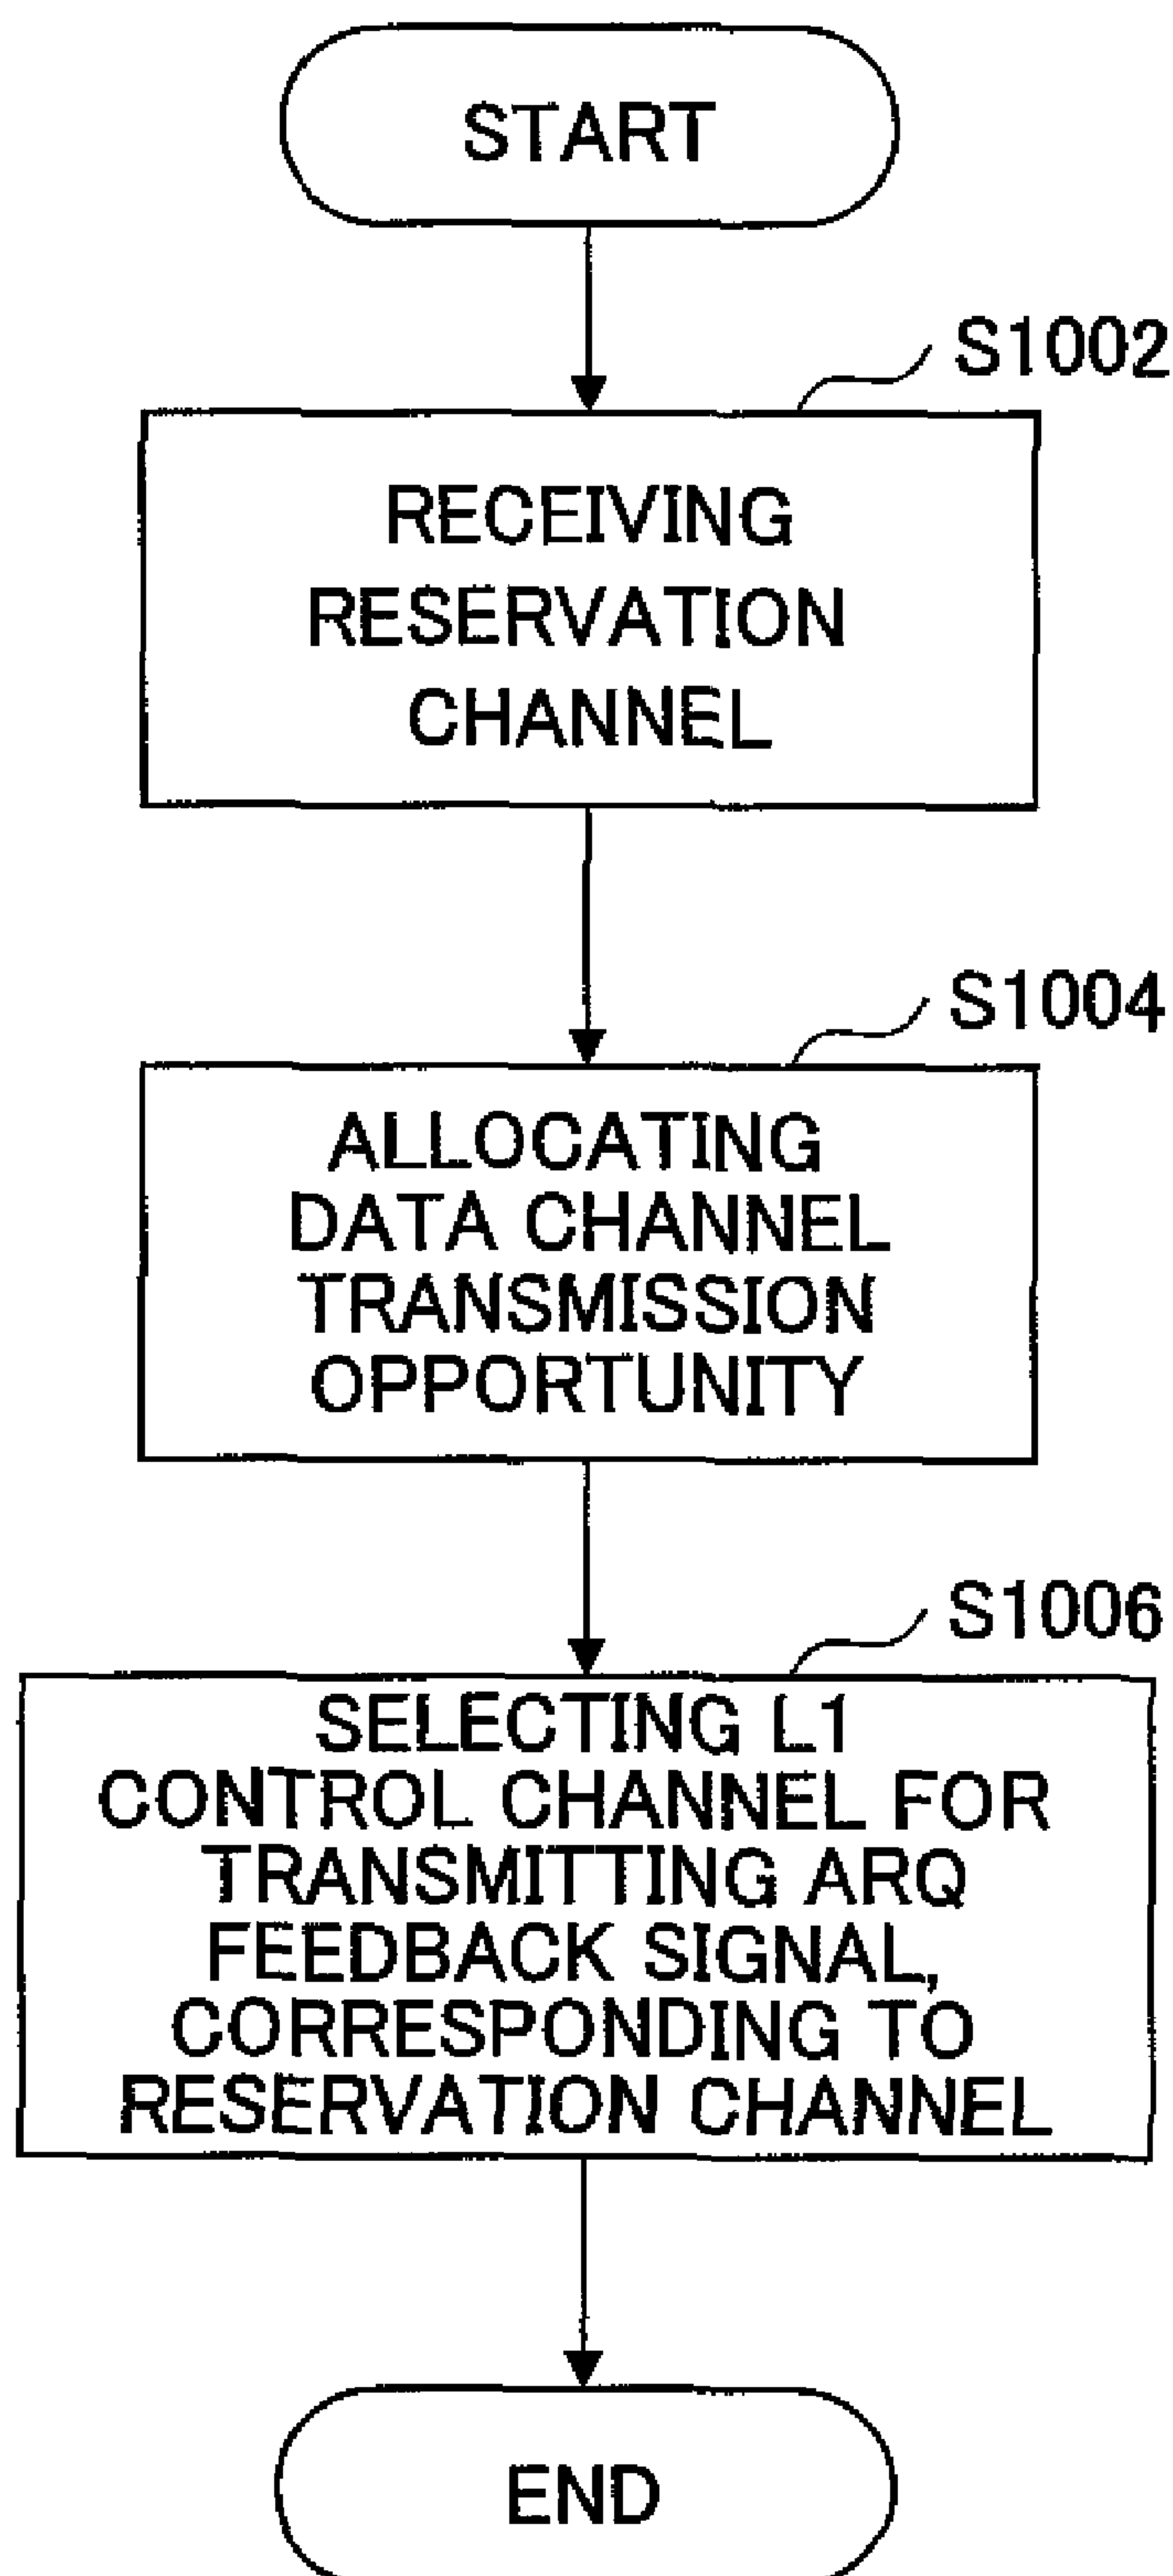 START
S1002
RECEIVING
RESERVATION
CHANNEL
S1004
ALLOCATING
DATA CHANNEL
TRANSMISSION
OPPORTUNITY
S1006
SELECTING L1
CONTROL CHANNEL FOR
TRANSMITTING ARQ
FEEDBACK SIGNAL,
CORRESPONDING TO
RESERVATION CHANNEL
END